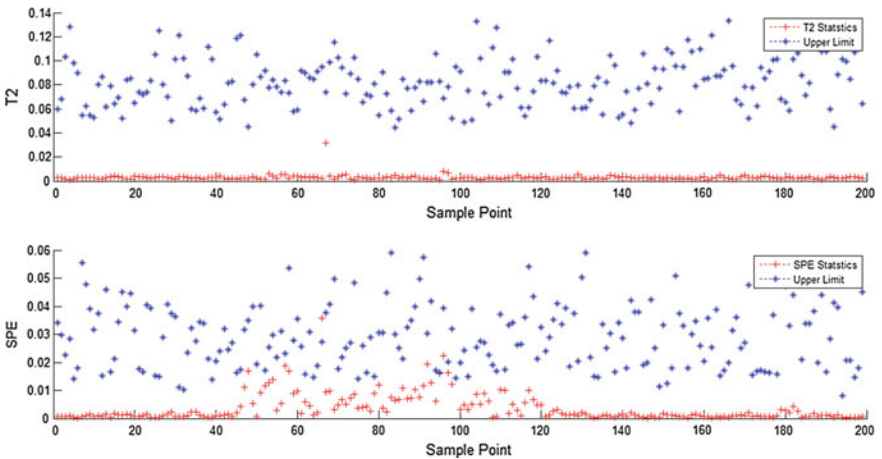 0.14
0.12
0.1
0.08
0.06
0.04
0.02
0
T2
T2 Statstics
Upper Limit
0 20 40 60 80 100 120 140 160 180 200
Sample Point
0.06
0.05
0.04
0.03
0.02
0.01
0
SPE
SPE Statstics
Upper Limit
0 20 40 60 80 100 120 140 160 180 200
Sample Point